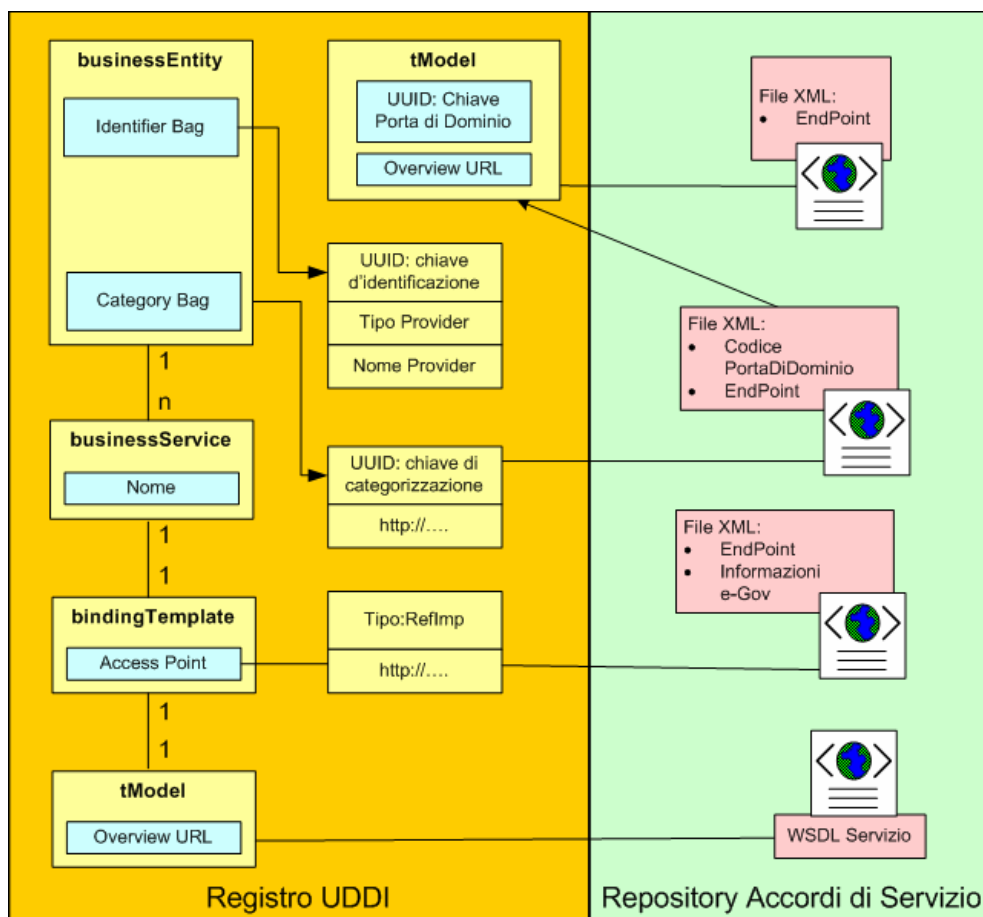 businessEntity
Identifier Bag
Category Bag
1
n
businessService
Nome
1
1
bindingTemplate
Access Point
1
1
tModel
Overview URL
tModel
UUID: Chiave
Porta di Dominio
Overview URL
UUID: chiave
d'identificazione
Tipo Provider
Nome Provider
UUID: chiave di
categorizzazione
http://....
Tipo:RefImp
http://....
Registro UDDI
File XML:
• EndPoint
File XML:
• Codice
PortaDiDominio
• EndPoint
File XML:
• EndPoint
• Informazioni
e-Gov
WSDL Servizio
Repository Accordi di Servizio